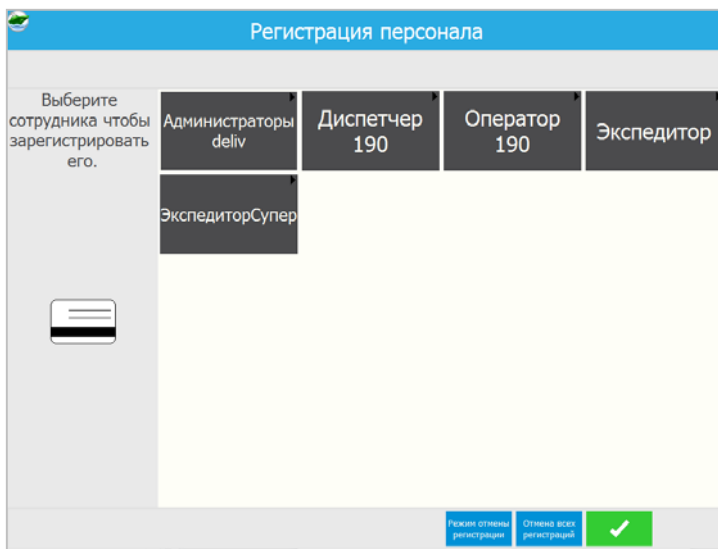 Регистрация персонала
Выберите
сотрудника чтобы
зарегистрировать
его.
Администраторы
deliv
Диспетчер
190
Оператор
190
Экспедитор
ЭкспедиторСупер
Режим отмены
регистрации
Отмена всех
регистраций